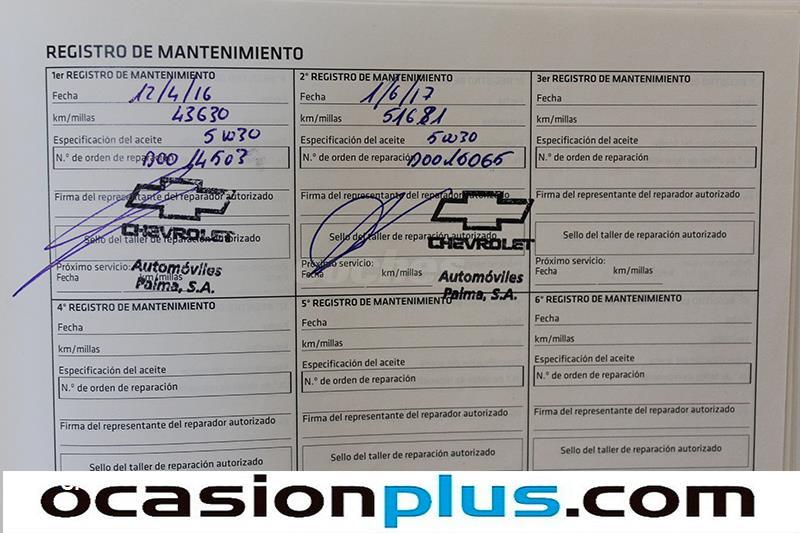 REGISTRO DE MANTENIMIENTO
1er REGISTRO DE MANTENIMIENTO
Fecha 12/4/16
km/millas 43630
Especificación del aceite 5W30
N.° de orden de reparación D0014503
Firma del representante del reparador autorizado
CHEVROLET
Sello del taller de reparación autorizado
Próximo servicio:
Fecha km/millas
Automóviles
Palma, S.A.
2° REGISTRO DE MANTENIMIENTO
Fecha 1/6/17
km/millas 51681
Especificación del aceite 5W30
N.° de orden de reparación D0015065
Firma del representante del reparador autorizado
CHEVROLET
Sello del taller de reparación autorizado
Próximo servicio:
Fecha km/millas
Automóviles
Palma, S.A.
3er REGISTRO DE MANTENIMIENTO
Fecha
km/millas
Especificación del aceite
N.° de orden de reparación
Firma del representante del reparador autorizado
Sello del taller de reparación autorizado
Próximo servicio:
Fecha km/millas
4° REGISTRO DE MANTENIMIENTO
Fecha
km/millas
Especificación del aceite
N.° de orden de reparación
Firma del representante del reparador autorizado
Sello del taller de reparación autorizado
5° REGISTRO DE MANTENIMIENTO
Fecha
km/millas
Especificación del aceite
N.° de orden de reparación
Firma del representante del reparador autorizado
Sello del taller de reparación autorizado
6° REGISTRO DE MANTENIMIENTO
Fecha
km/millas
Especificación del aceite
N.° de orden de reparación
Firma del representante del reparador autorizado
Sello del taller de reparación autorizado
ocasionplus.com